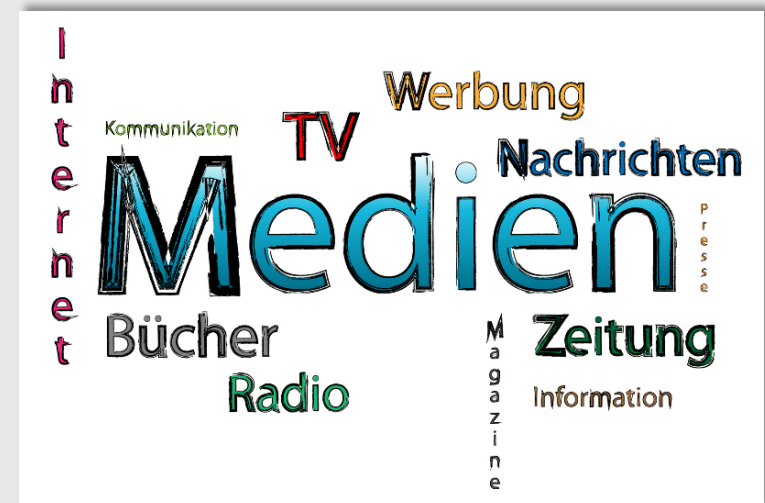 Internet
Werbung
Kommunikation
TV
Nachrichten
Medien
Presse
Bücher
Magazine
Zeitung
Radio
Information